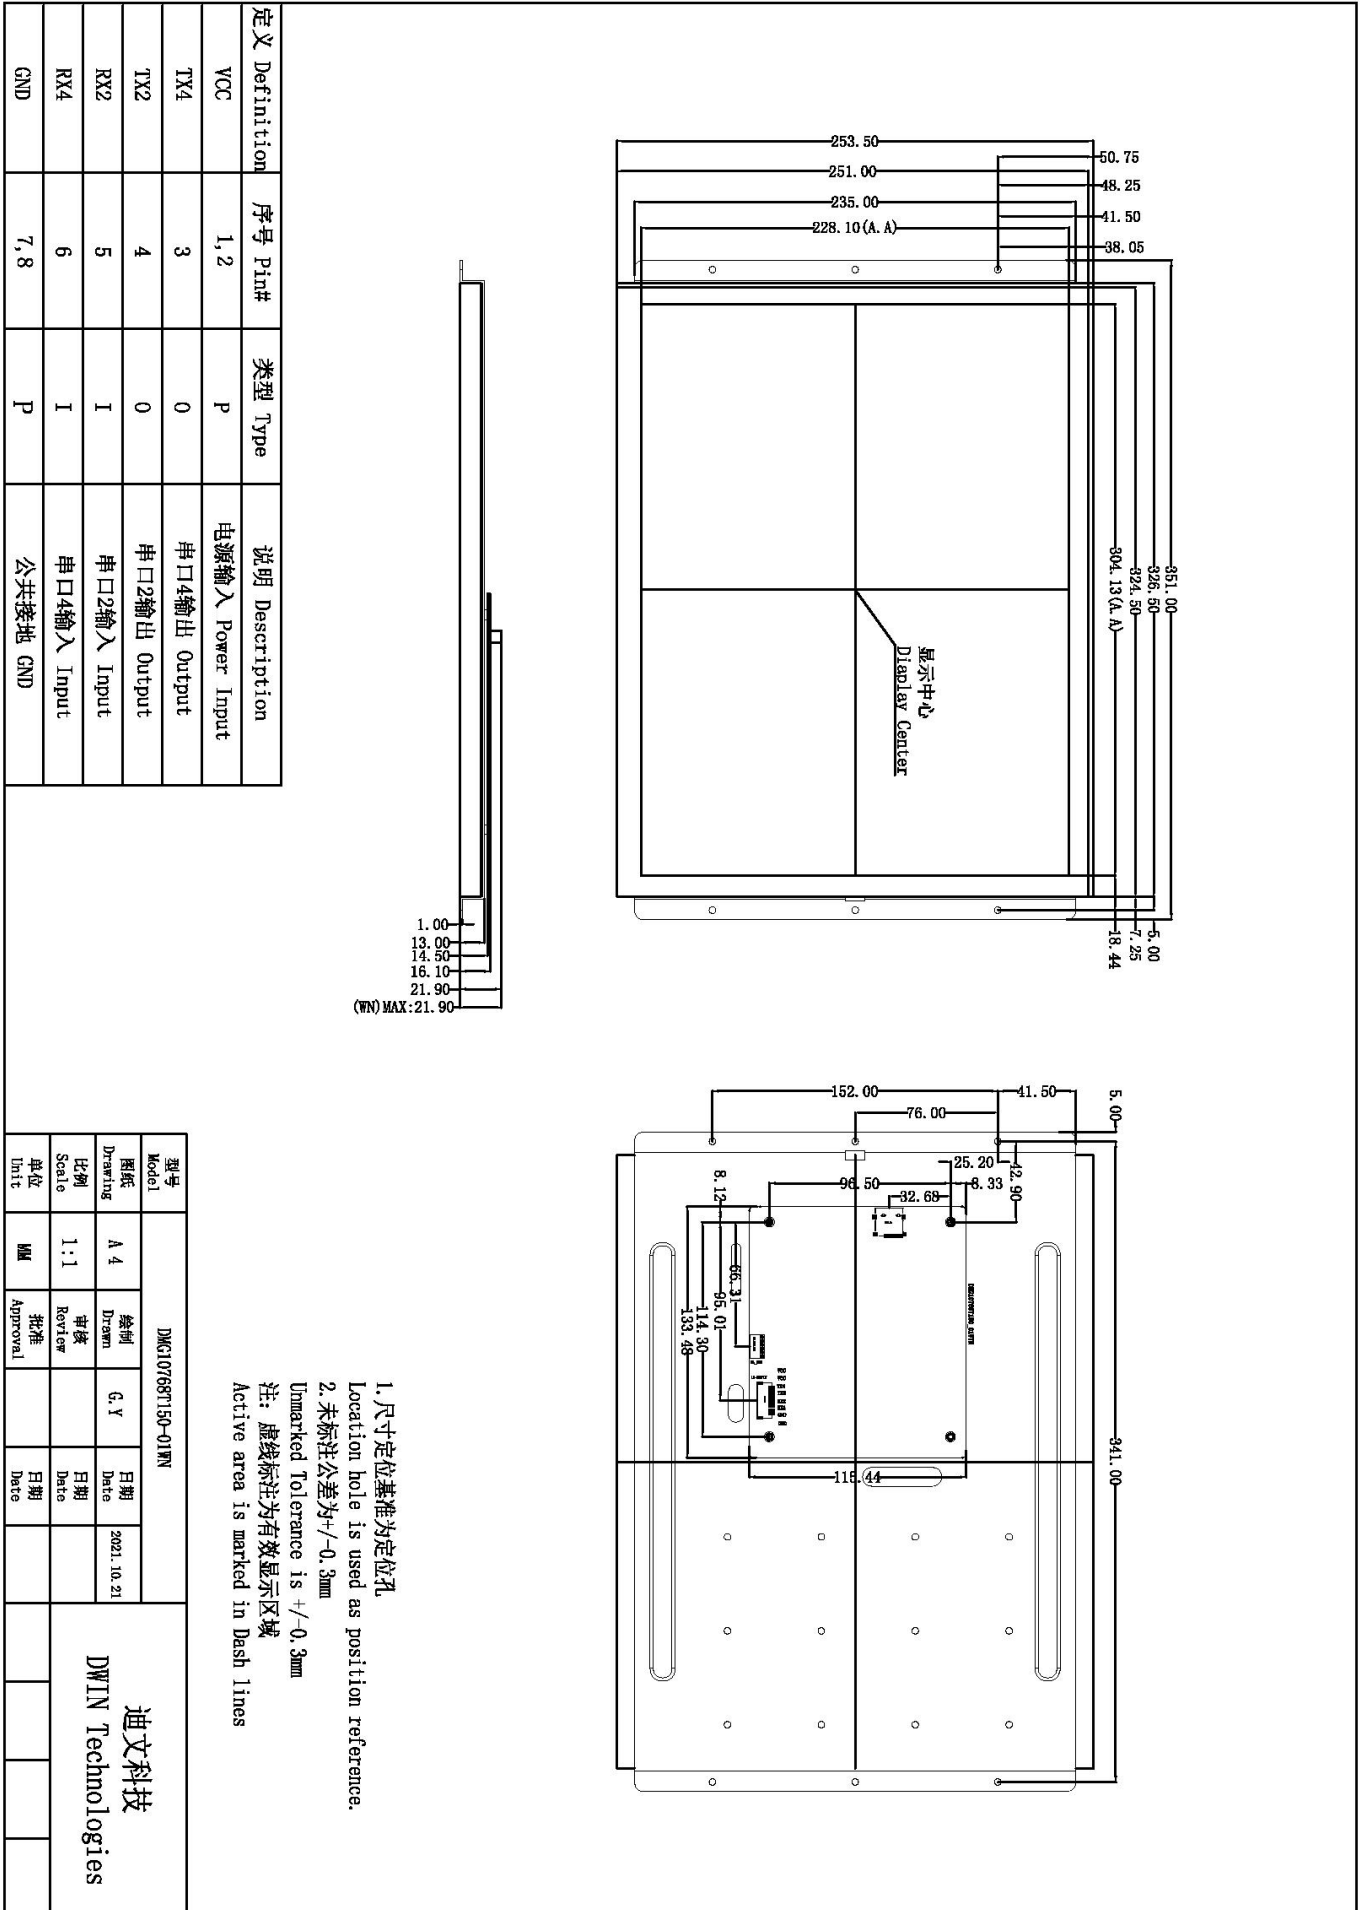 253.50
251.00
235.00
228.10(A.A)
50.75
48.25
41.50
38.05
351.00
326.50
324.50
304.13(A.A)
显示中心
Diaplay Center
5.00
7.25
18.44
1.00
13.00
14.50
16.10
21.90
(WN)MAX:21.90
152.00
41.50
5.00
76.00
25.20
42.90
96.50
8.33
32.68
8.12
66.31
95.01
114.30
133.48
341.00
115.44
1.尺寸定位基准为定位孔
Location hole is used as position reference.
2.未标注公差为+/-0.3mm
Unmarked Tolerance is +/-0.3mm
注: 虚线标注为有效显示区域
Active area is marked in Dash lines
定义 Definition 序号 Pin# 类型 Type 说明 Description
VCC 1,2 P 电源输入 Power Input
TX4 3 O 串口4输出 Output
TX2 4 O 串口2输出 Output
RX2 5 I 串口2输入 Input
RX4 6 I 串口4输入 Input
GND 7,8 P 公共接地 GND
型号 Model DMG10768T150-01WN
图纸 Drawing A 4 绘制 Drawn G.Y 日期 Date 2021.10.21
比例 Scale 1:1 审核 Review 日期 Date
单位 Unit MM 批准 Approval 日期 Date
迪文科技
DWIN Technologies